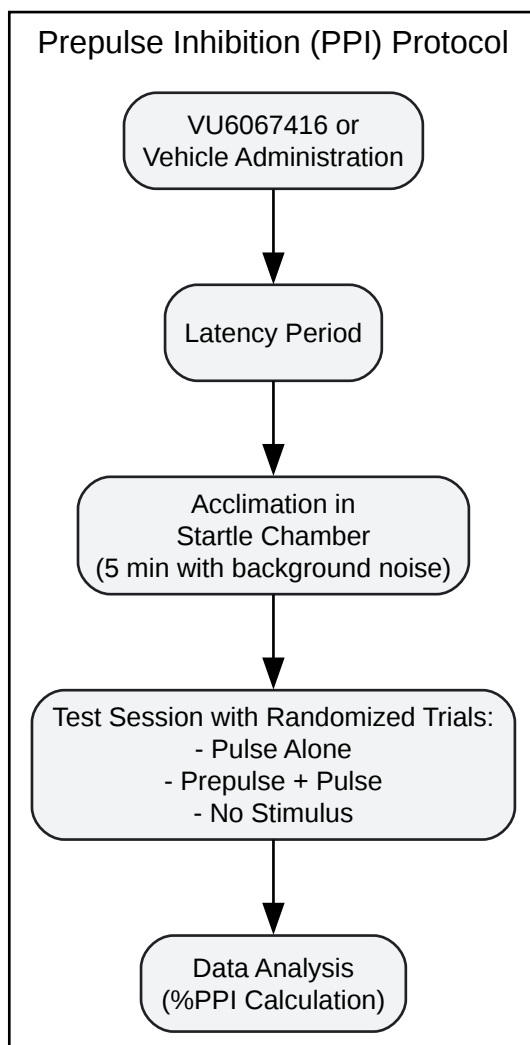 Prepulse Inhibition (PPI) Protocol
VU6067416 or
Vehicle Administration
Latency Period
Acclimation in
Startle Chamber
(5 min with background noise)
Test Session with Randomized Trials:
- Pulse Alone
- Prepulse + Pulse
- No Stimulus
Data Analysis
(%PPI Calculation)